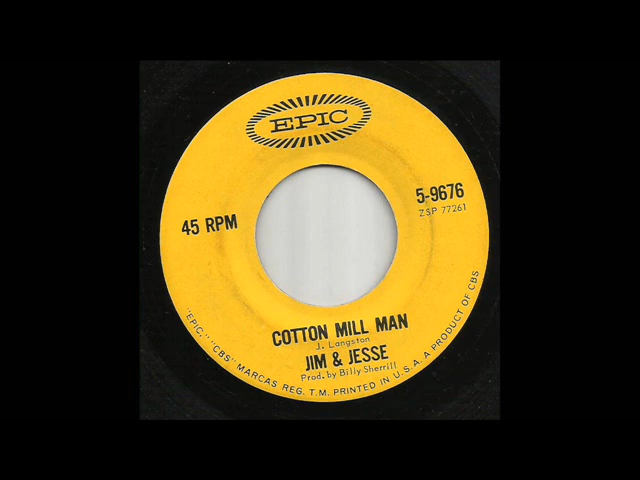 EPIC
45 RPM
5-9676
ZSP 77261
COTTON MILL MAN
J. Langston
JIM & JESSE
Prod. by Billy Sherrill
"EPIC," "CBS" MARCAS REG. T.M. PRINTED IN U.S.A. A PRODUCT OF CBS